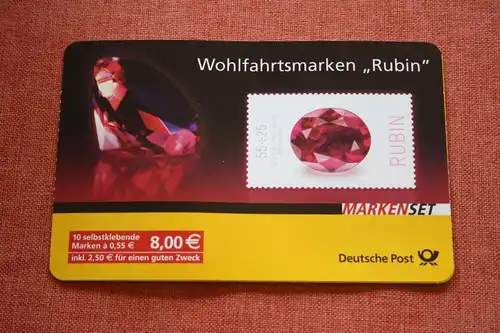 Wohlfahrtsmarken „Rubin"
55+25
RUBIN
MARKENSET
10 selbstklebende
Marken à 0,55 €
8,00 €
inkl. 2,50 € für einen guten Zweck
Deutsche Post